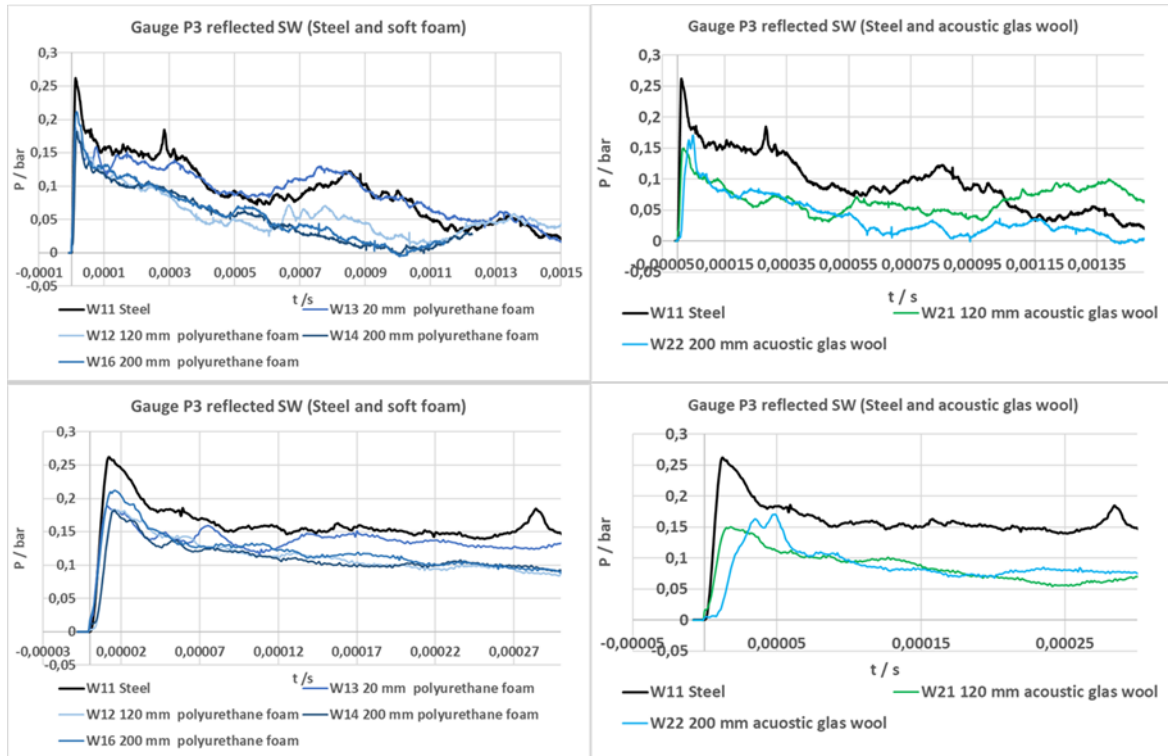 Gauge P3 reflected SW (Steel and soft foam)
0,3
0,25
0,2
0,15
0,1
0,05
0
-0,05
P / bar
-0,00001 0,0001 0,0003 0,0005 0,0007 0,0009 0,0011 0,0013 0,0015
t /s
W11 Steel
W13 20 mm polyurethane foam
W12 120 mm polyurethane foam
W14 200 mm polyurethane foam
W16 200 mm polyurethane foam
Gauge P3 reflected SW (Steel and acoustic glas wool)
0,3
0,25
0,2
0,15
0,1
0,05
0
-0,05
P / bar
-0,00005 0,00015 0,00035 0,00055 0,00075 0,00095 0,00115 0,00135
t / s
W11 Steel
W21 120 mm acoustic glas wool
W22 200 mm acuostic glas wool
Gauge P3 reflected SW (Steel and soft foam)
0,3
0,25
0,2
0,15
0,1
0,05
0
-0,05
P / bar
-0,00003 0,00002 0,00007 0,00012 0,00017 0,00022 0,00027
t / s
W11 Steel
W13 20 mm polyurethane foam
W12 120 mm polyurethane foam
W14 200 mm polyurethane foam
W16 200 mm polyurethane foam
Gauge P3 reflected SW (Steel and acoustic glas wool)
0,3
0,25
0,2
0,15
0,1
0,05
0
-0,05
P / bar
-0,00005 0,00005 0,00015 0,00025
t / s
W11 Steel
W21 120 mm acoustic glas wool
W22 200 mm acuostic glas wool